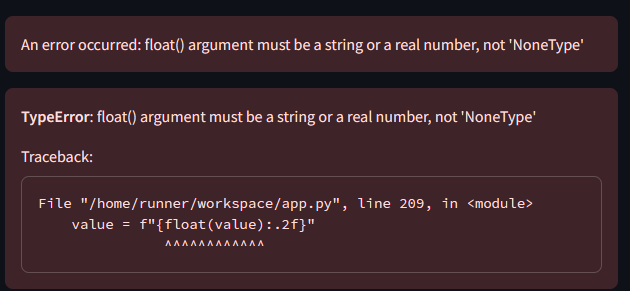 An error occurred: float() argument must be a string or a real number, not 'NoneType'
TypeError: float() argument must be a string or a real number, not 'NoneType'
Traceback:
File "/home/runner/workspace/app.py", line 209, in <module>
    value = f"{float(value):.2f}"
               ^^^^^^^^^^^^